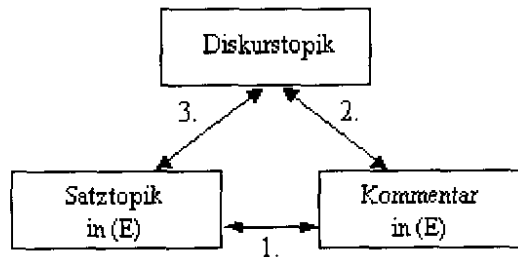 Diskurstopik
3.
2.
Satztopik
in (E)
Kommentar
in (E)
1.